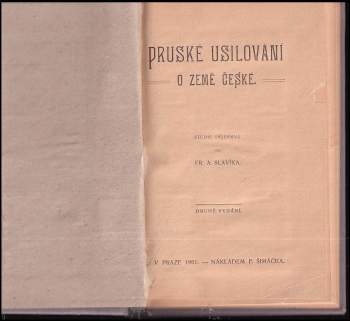 PRUSKÉ USILOVÁNÍ
O ZEMĚ ČESKÉ.
FR. A. SLAVÍKA.
DRUHÉ VYDÁNÍ.
V PRAZE 1901. — NÁKLADEM F. ŠIMÁČKA.